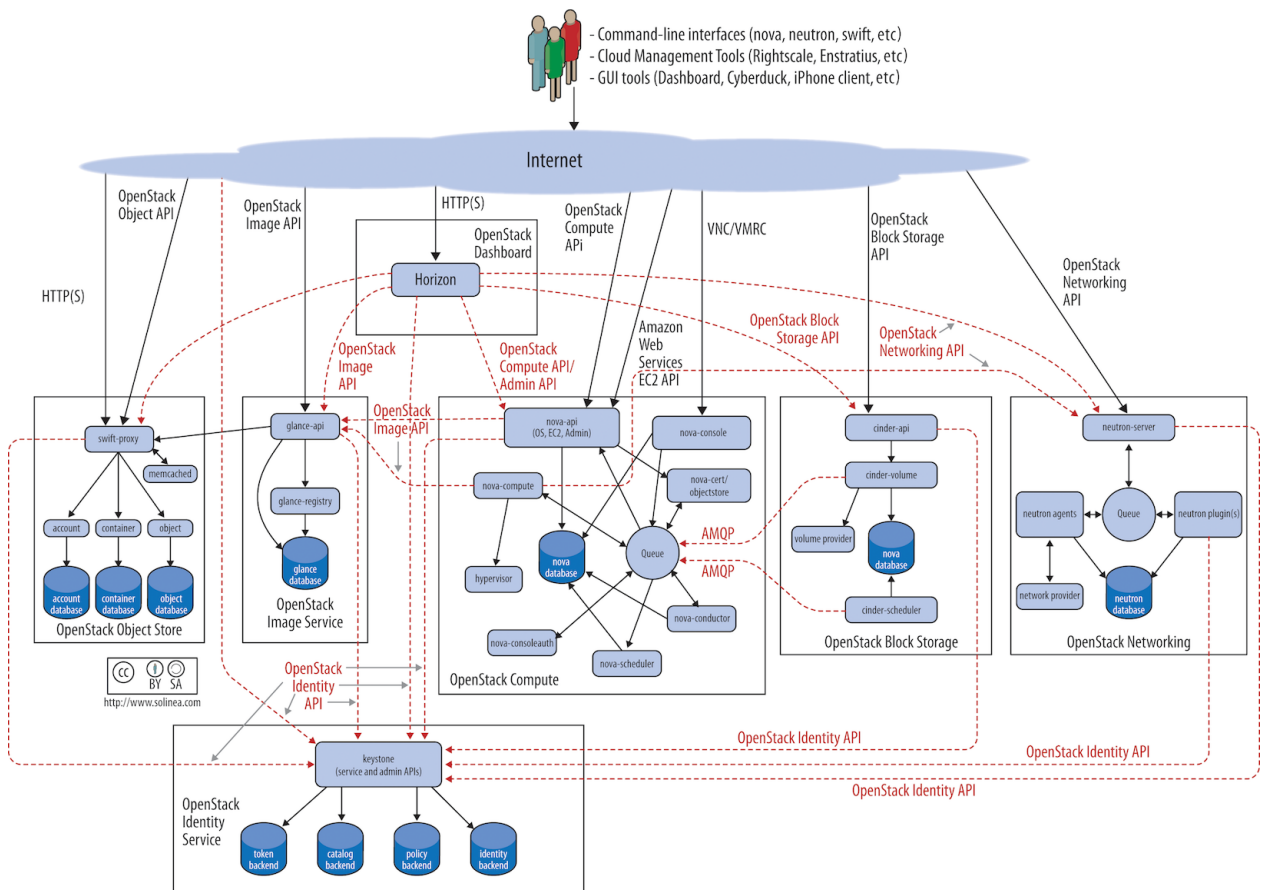 - Command-line interfaces (nova, neutron, swift, etc)
- Cloud Management Tools (Rightscale, Enstratius, etc)
- GUI tools (Dashboard, Cyberduck, iPhone client, etc)
Internet
OpenStack
Object API
OpenStack
Image API
HTTP(S)
OpenStack
Compute
APi
VNC/VMRC
OpenStack
Block Storage
API
OpenStack
Networking
API
HTTP(S)
OpenStack
Dashboard
Horizon
Amazon
Web
Services
EC2 API
OpenStack
Image
API
OpenStack
Compute API/
Admin API
OpenStack Block
Storage API
OpenStack
Networking API
OpenStack
Image API
swift-proxy
memcached
account
container
object
account
database
container
database
object
database
OpenStack Object Store
glance-api
glance-registry
glance
database
OpenStack
Image Service
nova-api
(OS, EC2, Admin)
nova-console
nova-compute
nova-cert/
objectstore
Queue
nova
database
hypervisor
nova-conductor
nova-consoleauth
nova-scheduler
OpenStack Compute
AMQP
AMQP
cinder-api
cinder-volume
volume provider
nova
database
cinder-scheduler
OpenStack Block Storage
neutron-server
neutron agents
Queue
neutron plugin(s)
network provider
neutron
database
OpenStack Networking
cc
BY SA
http://www.solinea.com
OpenStack
Identity
API
OpenStack Identity API
OpenStack Identity API
OpenStack Identity API
keystone
(service and admin APIs)
OpenStack
Identity
Service
token
backend
catalog
backend
policy
backend
identity
backend